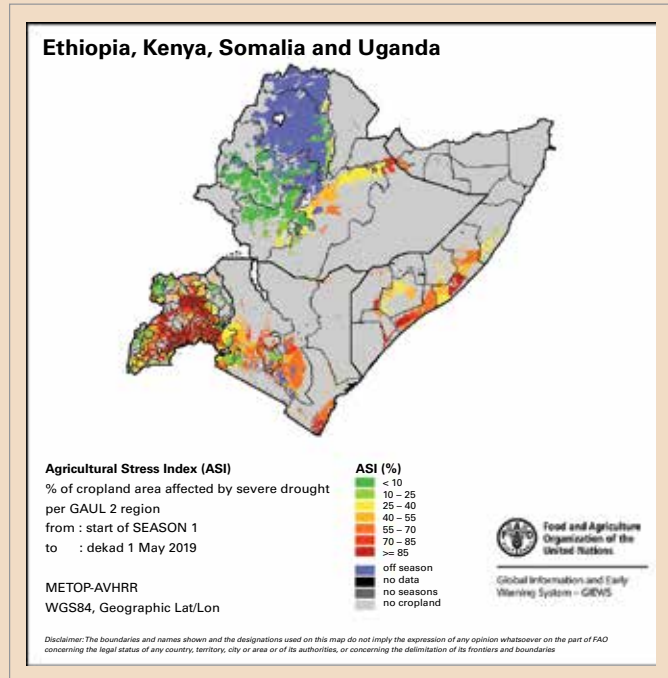 Ethiopia, Kenya, Somalia and Uganda
Agricultural Stress Index (ASI)
% of cropland area affected by severe drought
per GAUL 2 region
from : start of SEASON 1
to : dekad 1 May 2019
METOP-AVHRR
WGS84, Geographic Lat/Lon
ASI (%)
< 10
10 – 25
25 – 40
40 – 55
55 – 70
70 – 85
>= 85
off season
no data
no seasons
no cropland
Food and Agriculture
Organization of the
United Nations
Global Information and Early
Warning System – GIEWS
Disclaimer: The boundaries and names shown and the designations used on this map do not imply the expression of any opinion whatsoever on the part of FAO
concerning the legal status of any country, territory, city or area or of its authorities, or concerning the delimitation of its frontiers and boundaries